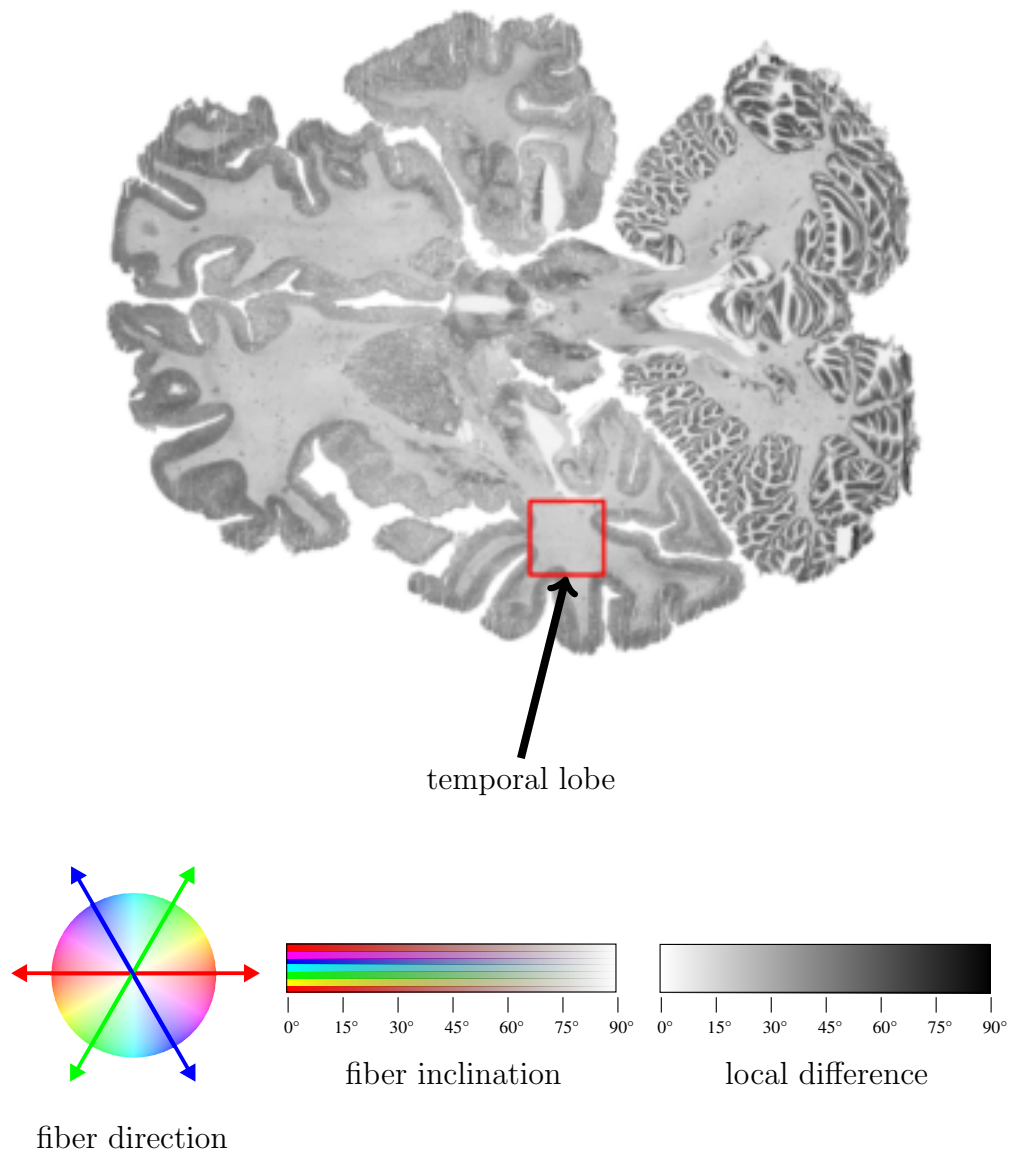 temporal lobe
0° 15° 30° 45° 60° 75° 90°
0° 15° 30° 45° 60° 75° 90°
fiber inclination
local difference
fiber direction